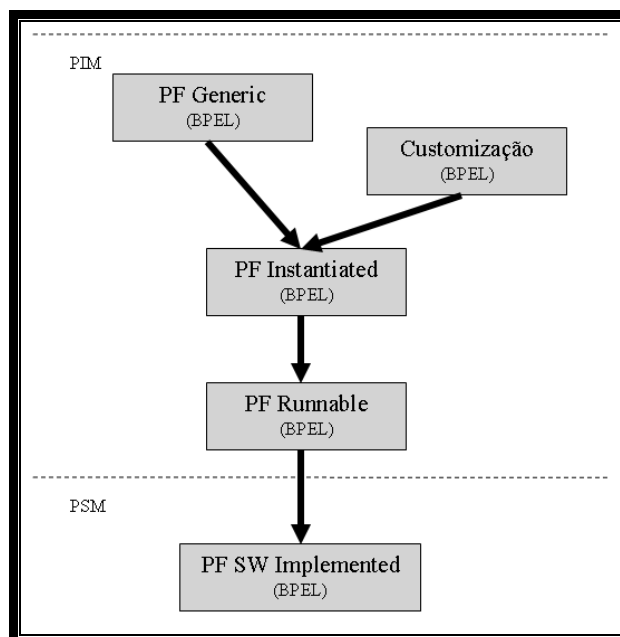 PIM
PF Generic
(BPEL)
Customização
(BPEL)
PF Instantiated
(BPEL)
PF Runnable
(BPEL)
PSM
PF SW Implemented
(BPEL)